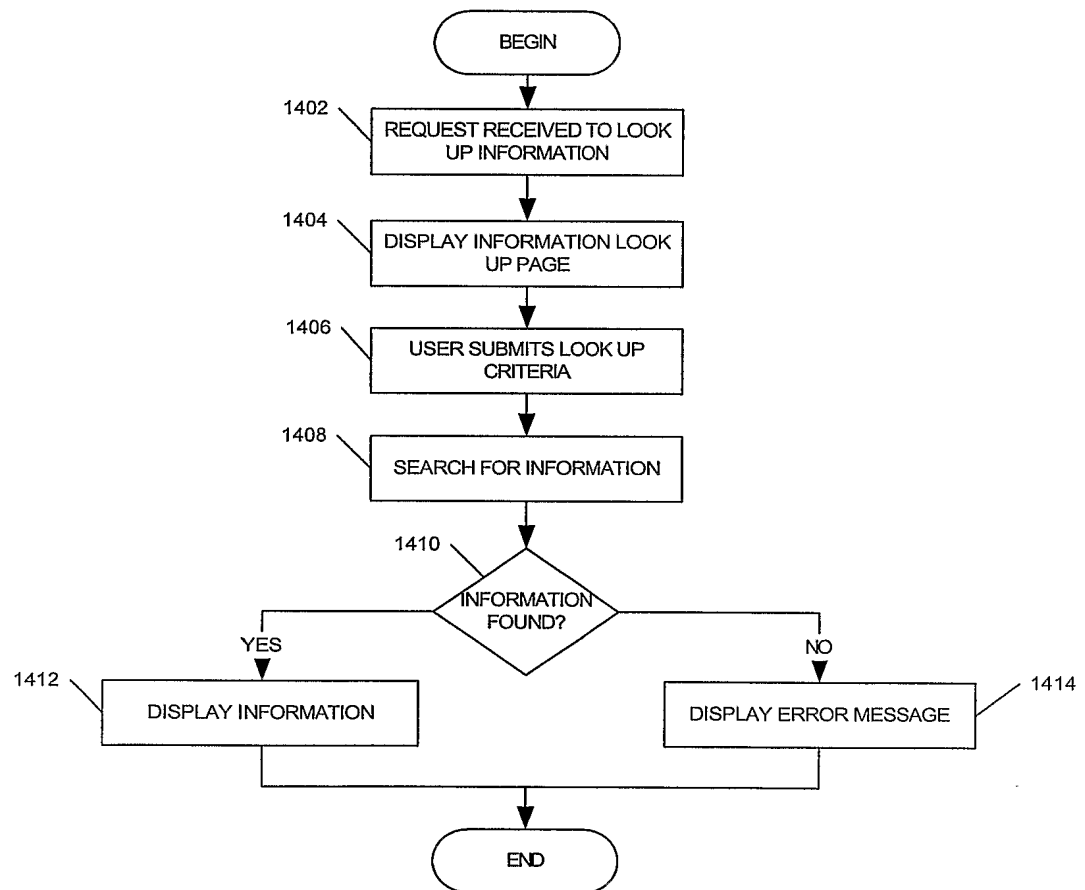 BEGIN
1402
REQUEST RECEIVED TO LOOK
UP INFORMATION
1404
DISPLAY INFORMATION LOOK
UP PAGE
1406
USER SUBMITS LOOK UP
CRITERIA
1408
SEARCH FOR INFORMATION
1410
INFORMATION
FOUND?
YES
NO
1412
DISPLAY INFORMATION
DISPLAY ERROR MESSAGE
1414
END